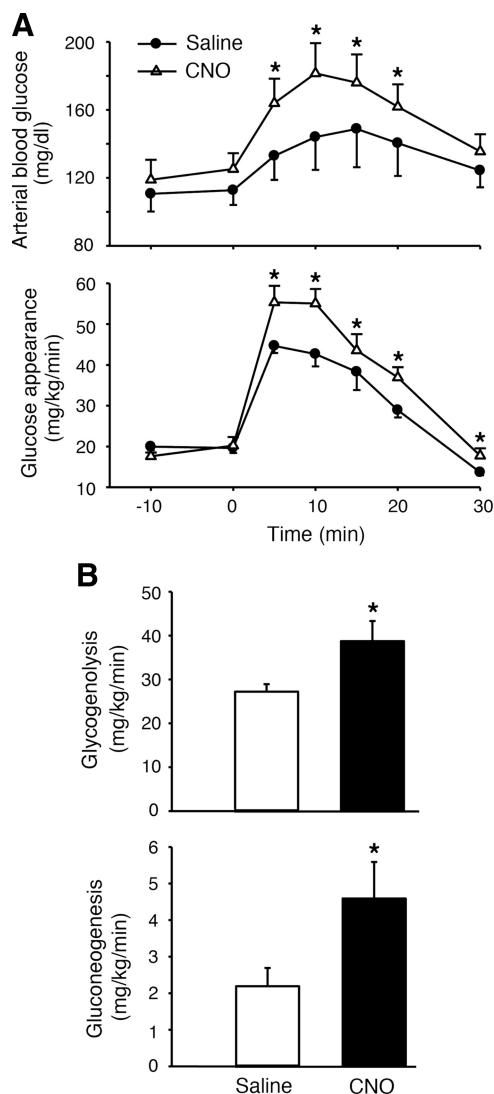 A
Saline
CNO
Arterial blood glucose
(mg/dl)
200
160
120
80
* * * *
Glucose appearance
(mg/kg/min)
60
50
40
30
20
10
* * * * *
-10 0 10 20 30
Time (min)
B
Glycogenolysis
(mg/kg/min)
50
40
30
20
10
0
*
Gluconeogenesis
(mg/kg/min)
6
5
4
3
2
1
0
*
Saline CNO